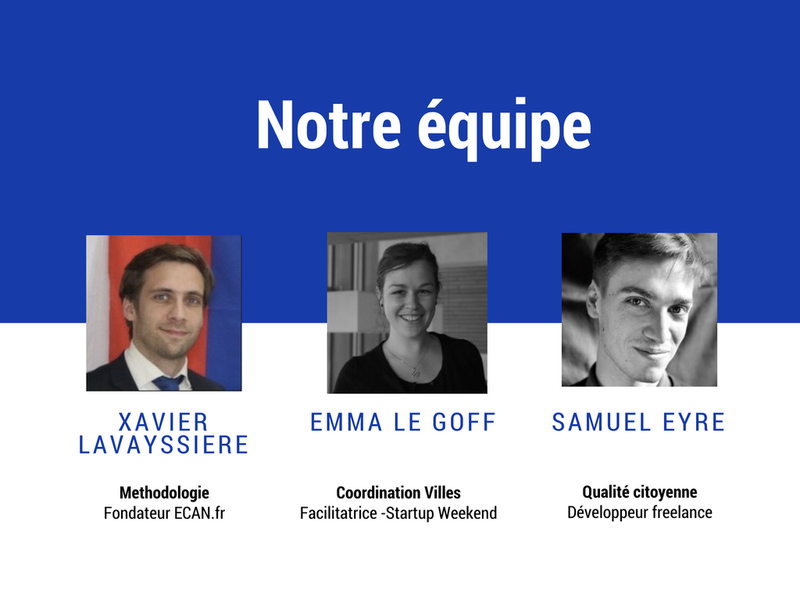 Notre équipe
XAVIER
LAVAYSSIERE
EMMA LE GOFF
SAMUEL EYRE
Methodologie
Fondateur ECAN.fr
Coordination Villes
Facilitatrice -Startup Weekend
Qualité citoyenne
Développeur freelance